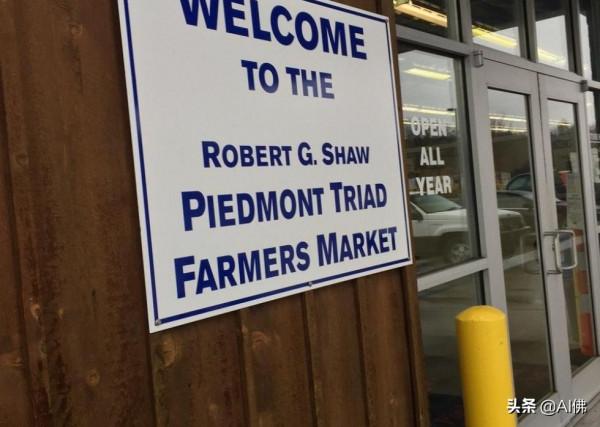 WELCOME
TO THE
ROBERT G. SHAW
PIEDMONT TRIAD
FARMERS MARKET
OPEN
ALL
YEAR
头条 @AI佛